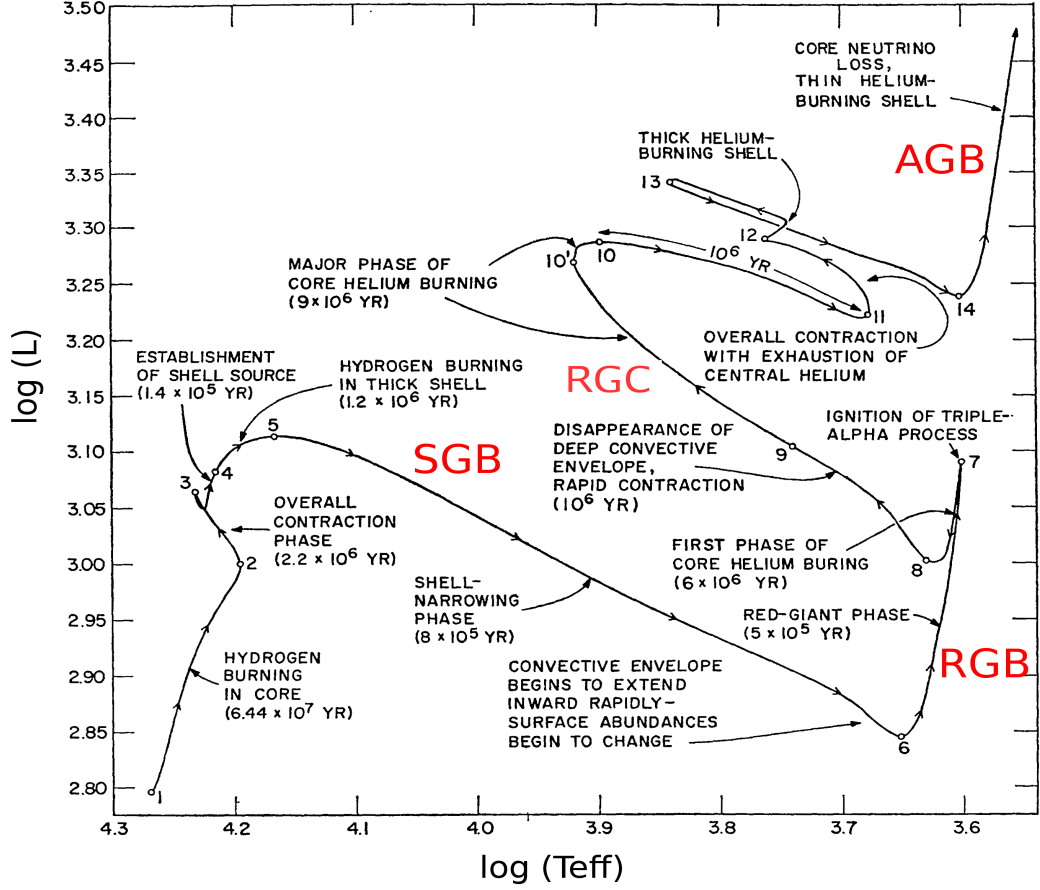 3.50
3.45
3.40
3.35
3.30
3.25
3.20
3.15
3.10
3.05
3.00
2.95
2.90
2.85
2.80
log (L)
4.3
4.2
4.1
4.0
3.9
3.8
3.7
3.6
log (Teff)
CORE NEUTRINO
LOSS,
THIN HELIUM-
BURNING SHELL
AGB
THICK HELIUM-
BURNING SHELL
13
12
10'
10
10⁶ YR
11
14
MAJOR PHASE OF
CORE HELIUM BURNING
(9 x 10⁶ YR)
OVERALL CONTRACTION
WITH EXHAUSTION OF
CENTRAL HELIUM
ESTABLISHMENT
OF SHELL SOURCE
(1.4 x 10⁵ YR)
HYDROGEN BURNING
IN THICK SHELL
(1.2 x 10⁶ YR)
RGC
IGNITION OF TRIPLE-
ALPHA PROCESS
5
4
3
SGB
DISAPPEARANCE OF
DEEP CONVECTIVE
ENVELOPE,
RAPID CONTRACTION
(10⁶ YR)
9
7
OVERALL
CONTRACTION
PHASE
(2.2 x 10⁶ YR)
2
FIRST PHASE OF
CORE HELIUM BURING
(6 x 10⁶ YR)
8
SHELL-
NARROWING
PHASE
(8 x 10⁵ YR)
RED-GIANT PHASE
(5 x 10⁵ YR)
RGB
HYDROGEN
BURNING
IN CORE
(6.44 x 10⁷ YR)
CONVECTIVE ENVELOPE
BEGINS TO EXTEND
INWARD RAPIDLY-
SURFACE ABUNDANCES
BEGIN TO CHANGE
6
1